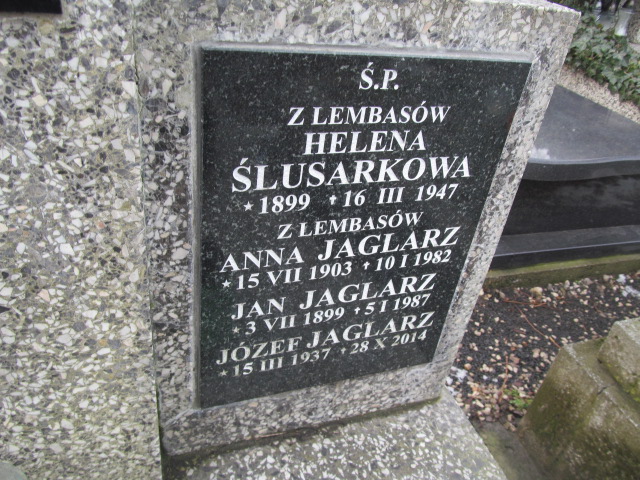 Ś.P.
Z LEMBASÓW
HELENA
ŚLUSARKOWA
*1899 †16 III 1947
Z ŁEMBASÓW
ANNA JAGLARZ
*15 VII 1903 †10 I 1982
JAN JAGLARZ
*3 VII 1899 †5 I 1987
JÓZEF JAGLARZ
*15 III 1937 †28 X 2014